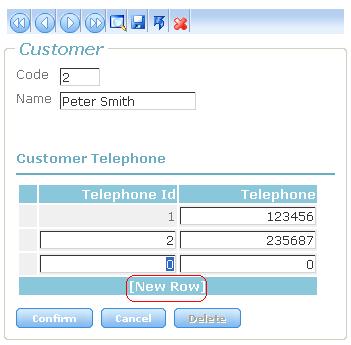 Customer
Code 2
Name Peter Smith
Customer Telephone
Telephone Id Telephone
1 123456
2 235687
0 0
[New Row]
Confirm Cancel Delete